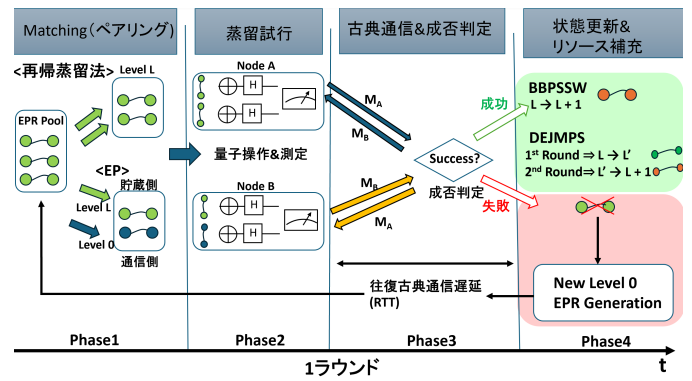 Matching(ペアリング)
蒸留試行
古典通信&成否判定
状態更新&
リソース補充
<再帰蒸留法>
Level L
EPR Pool
<EP>
貯蔵側
Level L
Level 0
通信側
Node A
H
H
量子操作&測定
Node B
H
H
M_A
M_B
M_B
M_A
Success?
成否判定
成功
失敗
BBPSSW
L → L + 1
DEJMPS
1st Round ⇒ L → L’
2nd Round⇒ L’ → L + 1
New Level 0
EPR Generation
往復古典通信遅延
(RTT)
Phase1
Phase2
Phase3
Phase4
1ラウンド
t